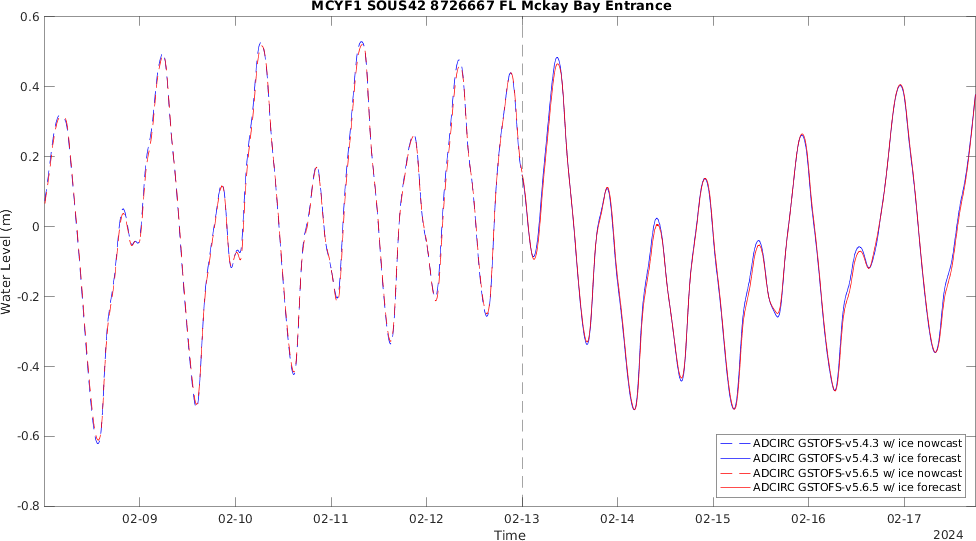 MCYF1 SOUS42 8726667 FL Mckay Bay Entrance
0.6
0.4
0.2
0
-0.2
-0.4
-0.6
-0.8
Water Level (m)
02-09
02-10
02-11
02-12
02-13
02-14
02-15
02-16
02-17
Time
2024
ADCIRC GSTOFS-v5.4.3 w/ ice nowcast
ADCIRC GSTOFS-v5.4.3 w/ ice forecast
ADCIRC GSTOFS-v5.6.5 w/ ice nowcast
ADCIRC GSTOFS-v5.6.5 w/ ice forecast